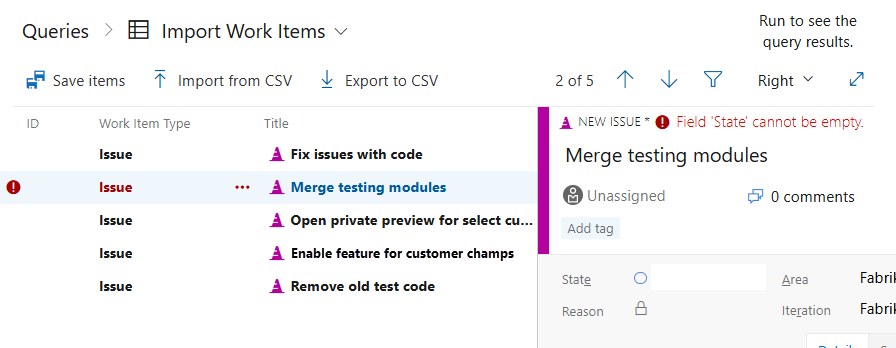 Queries > Import Work Items
Run to see the
query results.
Save items Import from CSV Export to CSV 2 of 5 Right
ID Work Item Type Title
Issue Fix issues with code
Issue ••• Merge testing modules
Issue Open private preview for select cu...
Issue Enable feature for customer champs
Issue Remove old test code
NEW ISSUE * Field 'State' cannot be empty.
Merge testing modules
Unassigned 0 comments
Add tag
State Area Fabrik
Reason Iteration Fabrik